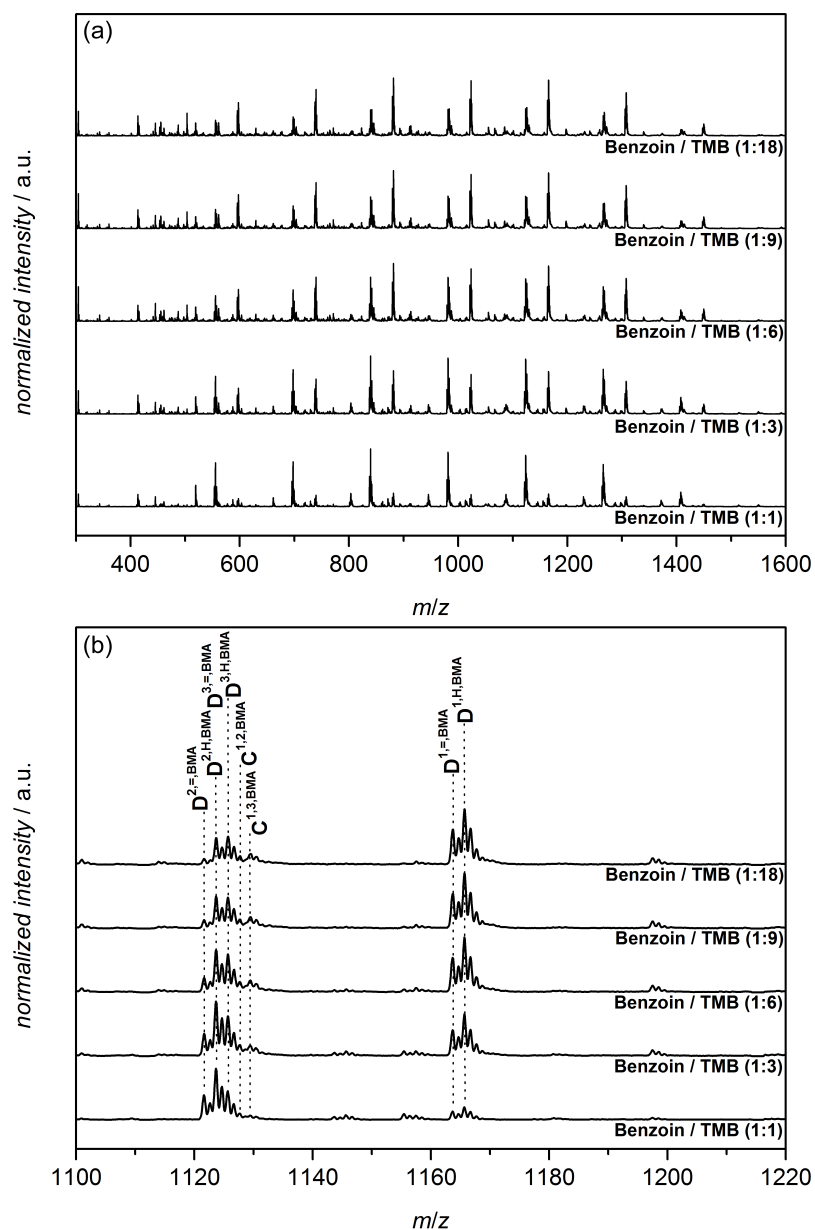 (a)
normalized intensity / a.u.
Benzoin / TMB (1:18)
Benzoin / TMB (1:9)
Benzoin / TMB (1:6)
Benzoin / TMB (1:3)
Benzoin / TMB (1:1)
400 600 800 1000 1200 1400 1600
m/z
(b)
normalized intensity / a.u.
D2,=,BMA
D2,H,BMA
D3,=,BMA
D3,H,BMA
C1,2,BMA
C1,3,BMA
D1,=,BMA
D1,H,BMA
Benzoin / TMB (1:18)
Benzoin / TMB (1:9)
Benzoin / TMB (1:6)
Benzoin / TMB (1:3)
Benzoin / TMB (1:1)
1100 1120 1140 1160 1180 1200 1220
m/z